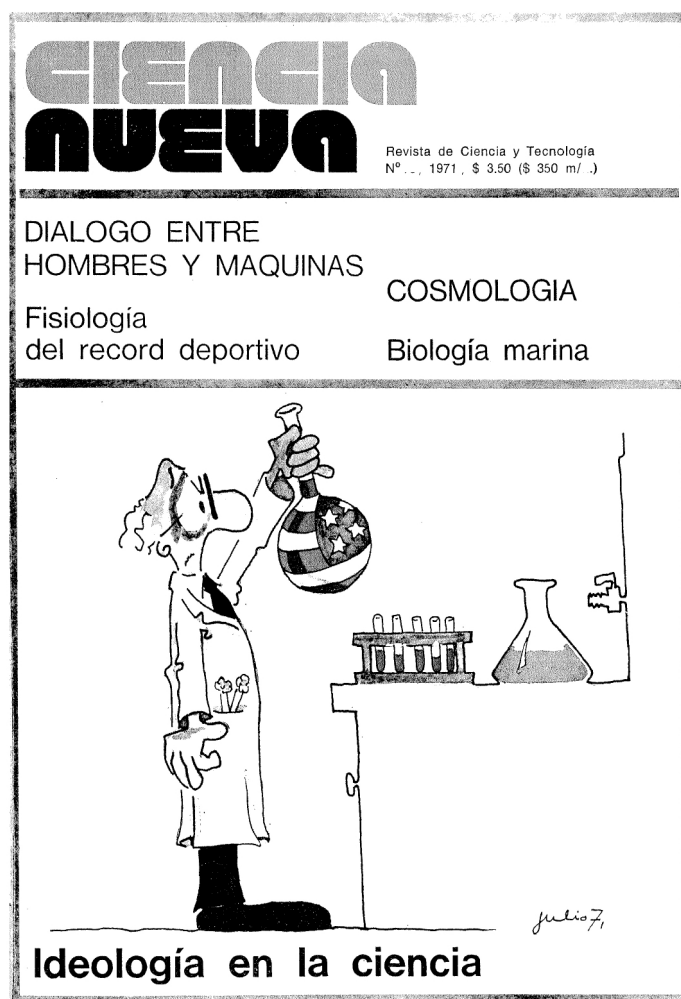 CIENCIA
NUEVA
Revista de Ciencia y Tecnología
Nº , 1971, $ 3.50 ($ 350 m/ .)
DIALOGO ENTRE
HOMBRES Y MAQUINAS
Fisiología
del record deportivo
COSMOLOGIA
Biología marina
julio 71
Ideología en la ciencia